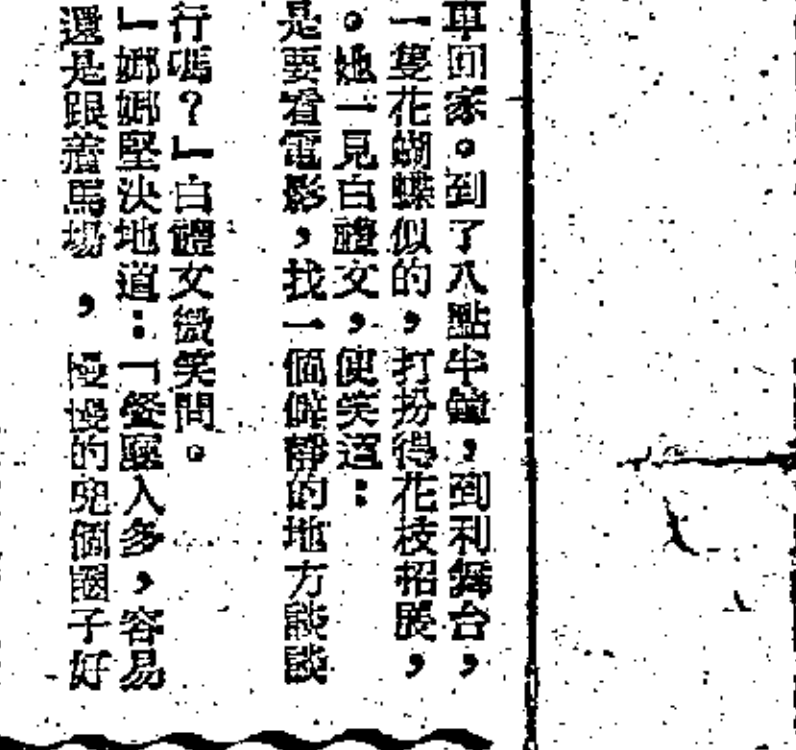 車回家。到了八點半鐘，到利舞台，
一隻花蝴蝶似的，打扮得花枝招展，
。她一見白禮文，便笑道：
是要看電影，找一個僻靜的地方談談
行嗎？」白禮文微笑問。
」娜娜堅決地道：「餐廳人多，容易
還是跟着馬場，慢慢的兜個圈子好